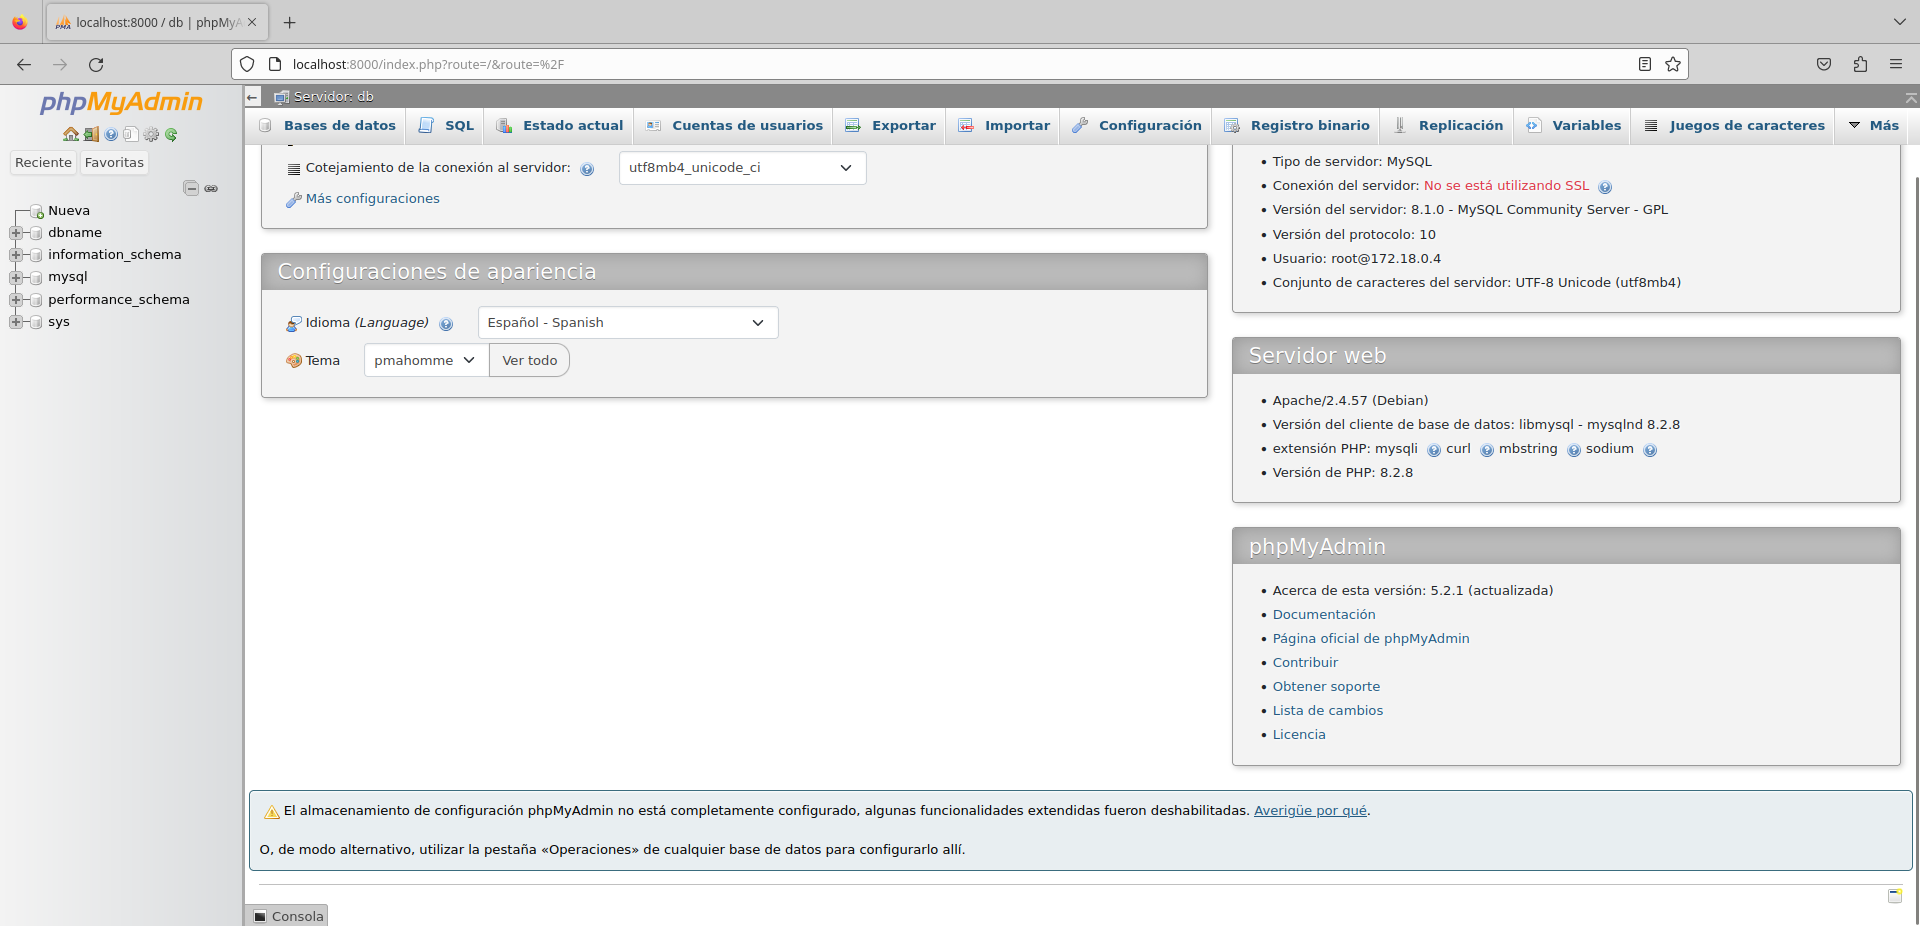 localhost:8000 / db | phpMyA
localhost:8000/index.php?route=/&route=%2F
phpMyAdmin
Reciente Favoritas
Nueva
dbname
information_schema
mysql
performance_schema
sys
Servidor: db
Bases de datos SQL Estado actual Cuentas de usuarios Exportar Importar Configuración Registro binario Replicación Variables Juegos de caracteres Más
Cotejamiento de la conexión al servidor: utf8mb4_unicode_ci
Más configuraciones
Configuraciones de apariencia
Idioma (Language) Español - Spanish
Tema pmahomme Ver todo
Tipo de servidor: MySQL
Conexión del servidor: No se está utilizando SSL
Versión del servidor: 8.1.0 - MySQL Community Server - GPL
Versión del protocolo: 10
Usuario: root@172.18.0.4
Conjunto de caracteres del servidor: UTF-8 Unicode (utf8mb4)
Servidor web
Apache/2.4.57 (Debian)
Versión del cliente de base de datos: libmysql - mysqlnd 8.2.8
extensión PHP: mysqli curl mbstring sodium
Versión de PHP: 8.2.8
phpMyAdmin
Acerca de esta versión: 5.2.1 (actualizada)
Documentación
Página oficial de phpMyAdmin
Contribuir
Obtener soporte
Lista de cambios
Licencia
El almacenamiento de configuración phpMyAdmin no está completamente configurado, algunas funcionalidades extendidas fueron deshabilitadas. Averigüe por qué.
O, de modo alternativo, utilizar la pestaña «Operaciones» de cualquier base de datos para configurarlo allí.
Consola